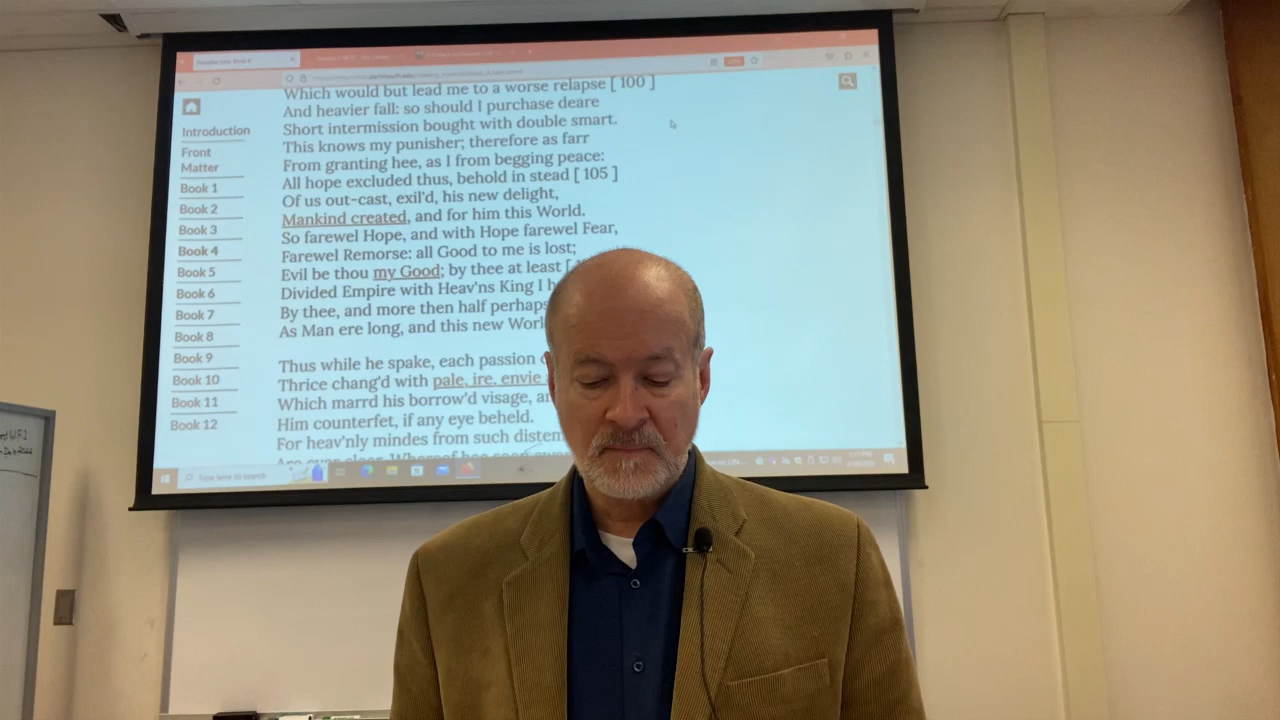 Paradise Lost: Book 4
Which would but lead me to a worse relapse [ 100 ]
And heavier fall: so should I purchase deare
Short intermission bought with double smart.
This knows my punisher; therefore as farr
From granting hee, as I from begging peace:
All hope excluded thus, behold in stead [ 105 ]
Of us out-cast, exil'd, his new delight,
Mankind created, and for him this World.
So farewel Hope, and with Hope farewel Fear,
Farewel Remorse: all Good to me is lost;
Evil be thou my Good; by thee at least [
Divided Empire with Heav'ns King I
By thee, and more then half perhaps
As Man ere long, and this new
Thus while he spake, each passion
Thrice chang'd with pale, ire, envie
Which marrd his borrow'd visage,
Him counterfet, if any eye beheld.
For heav'nly mindes from such
Introduction
Front
Matter
Book 1
Book 2
Book 3
Book 4
Book 5
Book 6
Book 7
Book 8
Book 9
Book 10
Book 11
Book 12
Type here to search